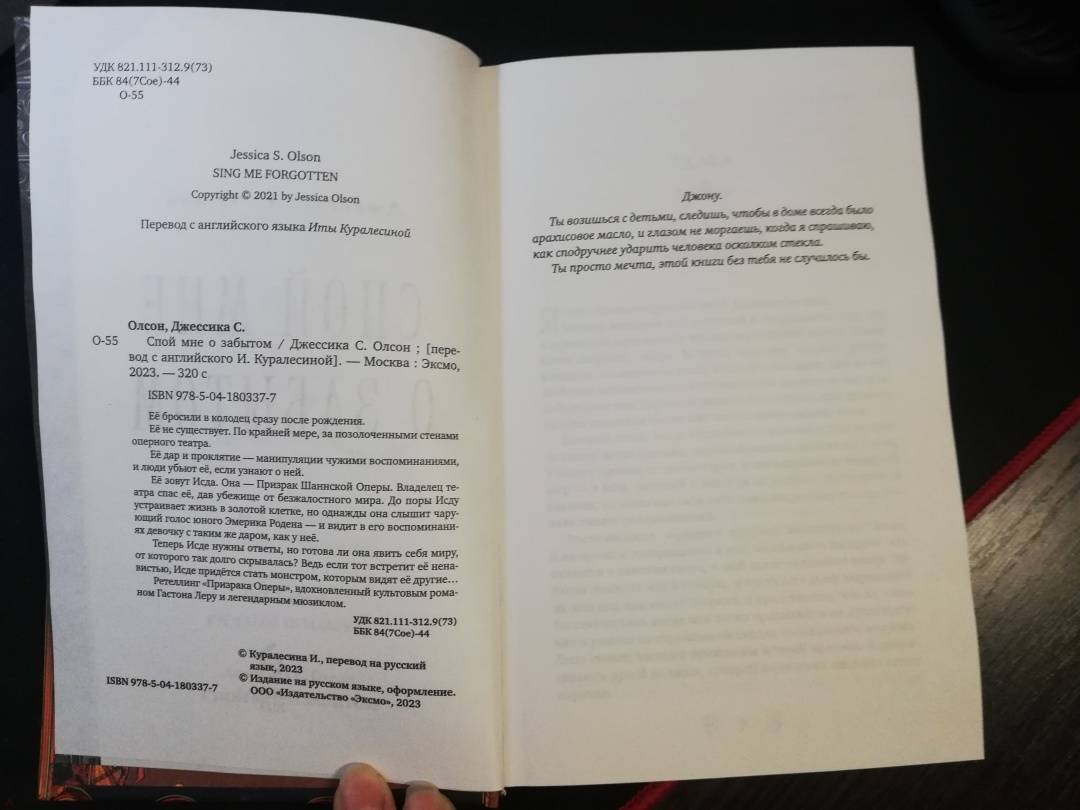 УДК 821.111-312.9(73)
ББК 84(7Сое)-44
О-55
Jessica S. Olson
SING ME FORGOTTEN
Copyright © 2021 by Jessica Olson
Перевод с английского языка Иты Куралесиной
Олсон, Джессика С.
О-55 Спой мне о забытом / Джессика С. Олсон ; [пере-
вод с английского И. Куралесиной]. — Москва : Эксмо,
2023. — 320 с
ISBN 978-5-04-180337-7
Её бросили в колодец сразу после рождения.
Её не существует. По крайней мере, за позолоченными стенами
оперного театра.
Её дар и проклятие — манипуляции чужими воспоминаниями,
и люди убьют её, если узнают о ней.
Её зовут Исда. Она — Призрак Шаннской Оперы. Владелец те-
атра спас её, дав убежище от безжалостного мира. До поры Исду
устраивает жизнь в золотой клетке, но однажды она слышит чару-
ющий голос юного Эмерика Родена — и видит в его воспоминани-
ях девочку с таким же даром, как у неё.
Теперь Исде нужны ответы, но готова ли она явить себя миру,
от которого так долго скрывалась? Ведь если тот встретит её нена-
вистью, Исде придётся стать монстром, которым видят её другие...
Ретеллинг «Призрака Оперы», вдохновленный культовым рома-
ном Гастона Леру и легендарным мюзиклом.
УДК 821.111-312.9(73)
ББК 84(7Сое)-44
© Куралесина И., перевод на русский
язык, 2023
© Издание на русском языке, оформление.
ООО «Издательство «Эксмо», 2023
ISBN 978-5-04-180337-7
Джону.
Ты возишься с детьми, следишь, чтобы в доме всегда было
арахисовое масло, и глазом не моргаешь, когда я спрашиваю,
как сподручнее ударить человека осколком стекла.
Ты просто мечта, этой книги без тебя не случилось бы.